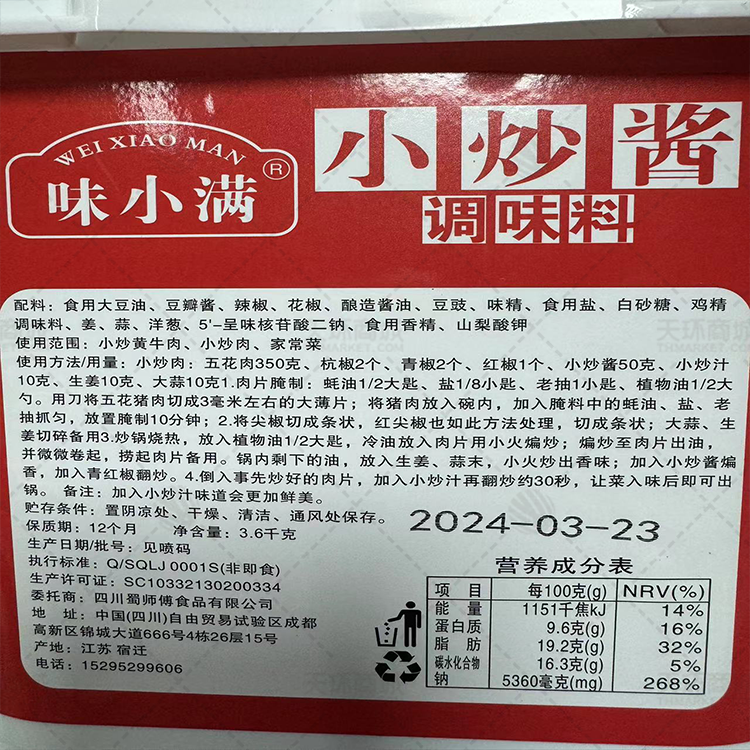 WEI XIAO MAN
味小满®
小炒酱
调味料
配料：食用大豆油、豆瓣酱、辣椒、花椒、酿造酱油、豆豉、味精、食用盐、白砂糖、鸡精
调味料、姜、蒜、洋葱、5'-呈味核苷酸二钠、食用香精、山梨酸钾
使用范围：小炒黄牛肉、小炒肉、家常菜
使用方法/用量：小炒肉：五花肉350克、杭椒2个、青椒2个、红椒1个、小炒酱50克、小炒汁
10克、生姜10克、大蒜10克1.肉片腌制：蚝油1/2大匙、盐1/8小匙、老抽1小匙、植物油1/2大
勺。用刀将五花猪肉切成3毫米左右的大薄片；将猪肉放入碗内，加入腌料中的蚝油、盐、老
抽抓匀，放置腌制10分钟；2.将尖椒切成条状，红尖椒也如此方法处理，切成条状；大蒜、生
姜切碎备用3.炒锅烧热，放入植物油1/2大匙，冷油放入肉片用小火煸炒；煸炒至肉片出油，
并微微卷起，捞起肉片备用。锅内剩下的油，放入生姜、蒜末，小火炒出香味；加入小炒酱煸
香，加入青红椒翻炒。4.倒入事先炒好的肉片，加入小炒汁再翻炒约30秒，让菜入味后即可出
锅。备注：加入小炒汁味道会更加鲜美。
贮存条件：置阴凉处、干燥、清洁、通风处保存。
2024-03-23
保质期：12个月 净含量：3.6千克
生产日期/批号：见喷码
执行标准：Q/SQLJ 0001S(非即食)
生产许可证：SC10332130200334
委托商：四川蜀师傅食品有限公司
地 址：中国(四川)自由贸易试验区成都
高新区锦城大道666号4栋26层15号
产地：江苏 宿迁
电话：15295299606
营养成分表
项 目 每100克(g) NRV(%)
能 量 1151千焦kJ 14%
蛋白质 9.6克(g) 16%
脂 肪 19.2克(g) 32%
碳水化合物 16.3克(g) 5%
钠 5360毫克(mg) 268%
天环商城
THMARKET.COM